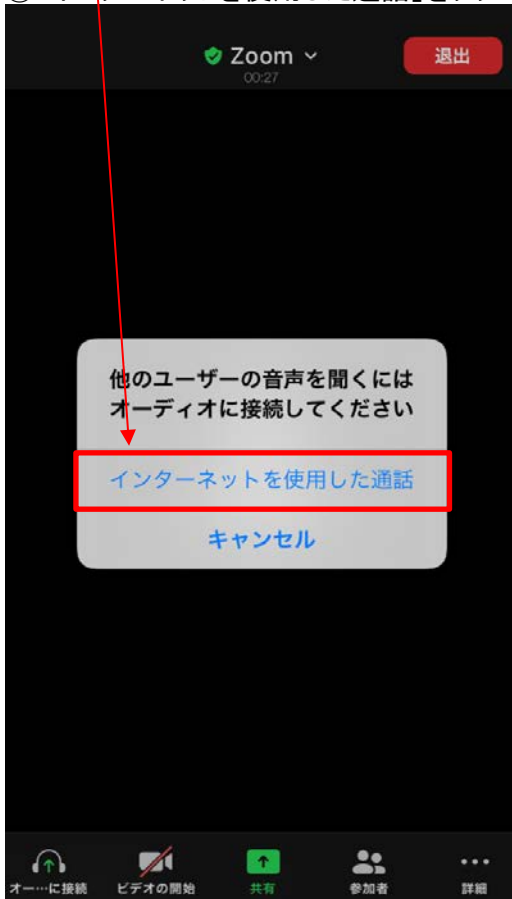 Zoom
退出
00:27
他のユーザーの音声を聞くには
オーディオに接続してください
インターネットを使用した通話
キャンセル
オー…に接続
ビデオの開始
共有
参加者
詳細